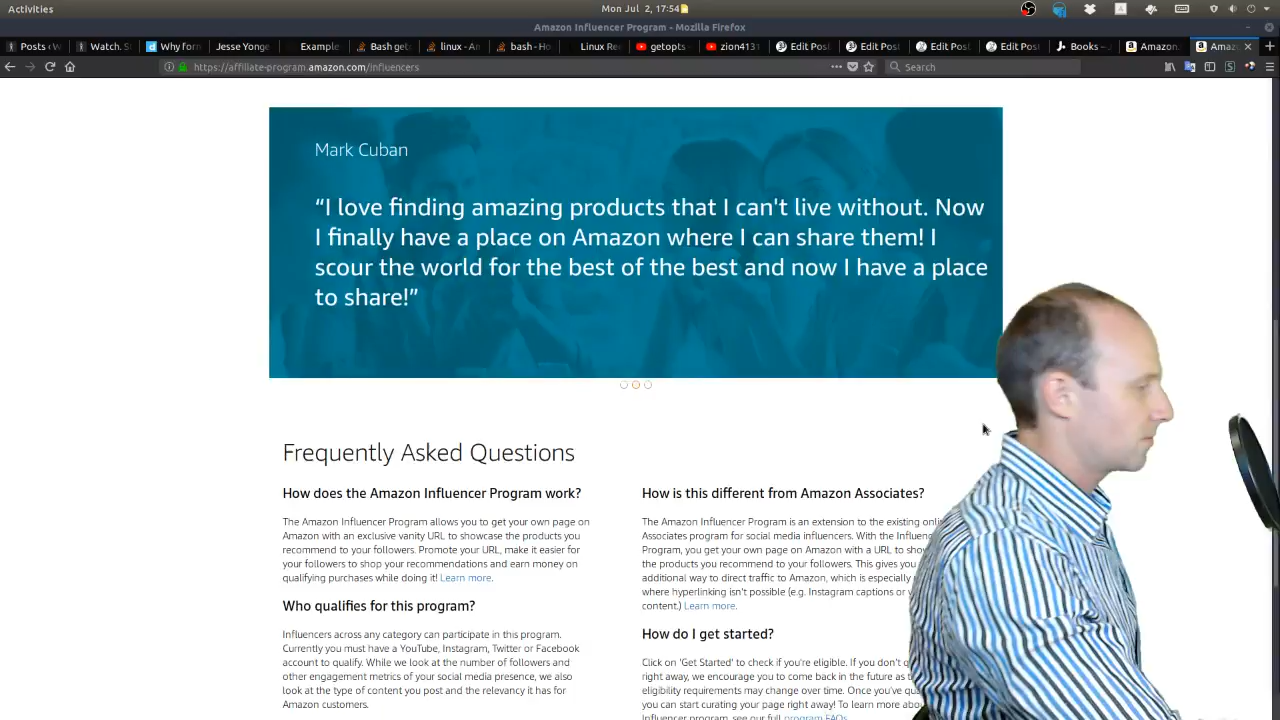 Activities
Mon Jul 2, 17:54
Amazon Influencer Program - Mozilla Firefox
Posts ‹ W
Watch. S
Why for
Jesse Yonge
Example
Bash get
linux - A
bash - Ho
Linux Re
getopts
zion4131
Edit Post
Edit Post
Edit Post
Edit Post
Books –
Amazon
Amaz
https://affiliate-program.amazon.com/influencers
Search
Mark Cuban
“I love finding amazing products that I can't live without. Now
I finally have a place on Amazon where I can share them! I
scour the world for the best of the best and now I have a place
to share!”
Frequently Asked Questions
How does the Amazon Influencer Program work?
The Amazon Influencer Program allows you to get your own page on
Amazon with an exclusive vanity URL to showcase the products you
recommend to your followers. Promote your URL, make it easier for
your followers to shop your recommendations and earn money on
qualifying purchases while doing it! Learn more.
Who qualifies for this program?
Influencers across any category can participate in this program.
Currently you must have a YouTube, Instagram, Twitter or Facebook
account to qualify. While we look at the number of followers and
other engagement metrics of your social media presence, we also
look at the type of content you post and the relevancy it has for
Amazon customers.
How is this different from Amazon Associates?
The Amazon Influencer Program is an extension to the existing onli
Associates program for social media influencers. With the Influenc
Program, you get your own page on Amazon with a URL to sho
the products you recommend to your followers. This gives you
additional way to direct traffic to Amazon, which is especially
where hyperlinking isn't possible (e.g. Instagram captions or v
content.) Learn more.
How do I get started?
Click on 'Get Started' to check if you're eligible. If you don't q
right away, we encourage you to come back in the future as t
eligibility requirements may change over time. Once you've qua
you can start curating your page right away! To learn more abou
Influencer program, see our full program FAQs.